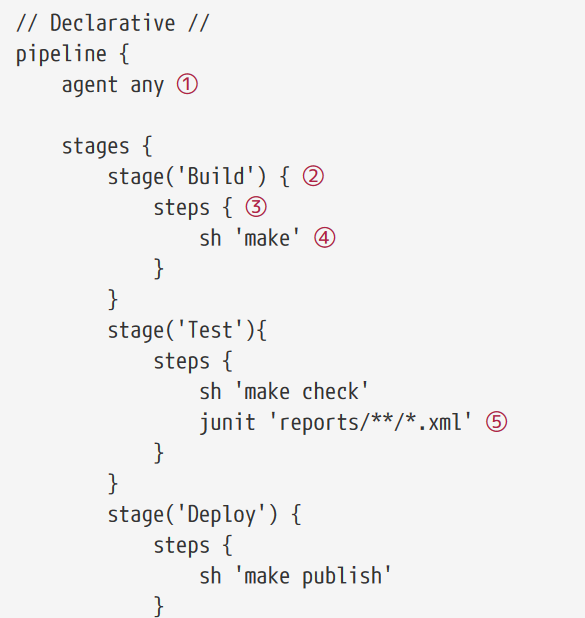 // Declarative //
pipeline {
    agent any ①

    stages {
        stage('Build') { ②
            steps { ③
                sh 'make' ④
            }
        }
        stage('Test'){
            steps {
                sh 'make check'
                junit 'reports/**/*.xml' ⑤
            }
        }
        stage('Deploy') {
            steps {
                sh 'make publish'
            }